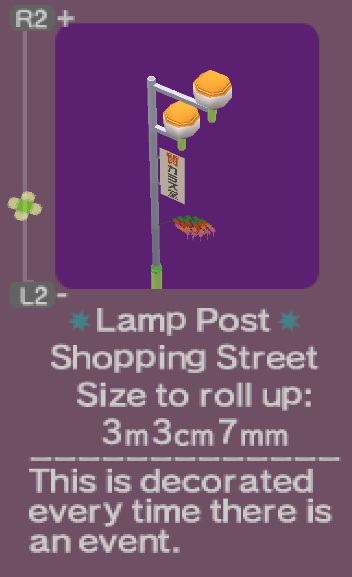 R2 +
L2 -
Lamp Post
Shopping Street
Size to roll up:
3m3cm7mm
This is decorated
every time there is
an event.